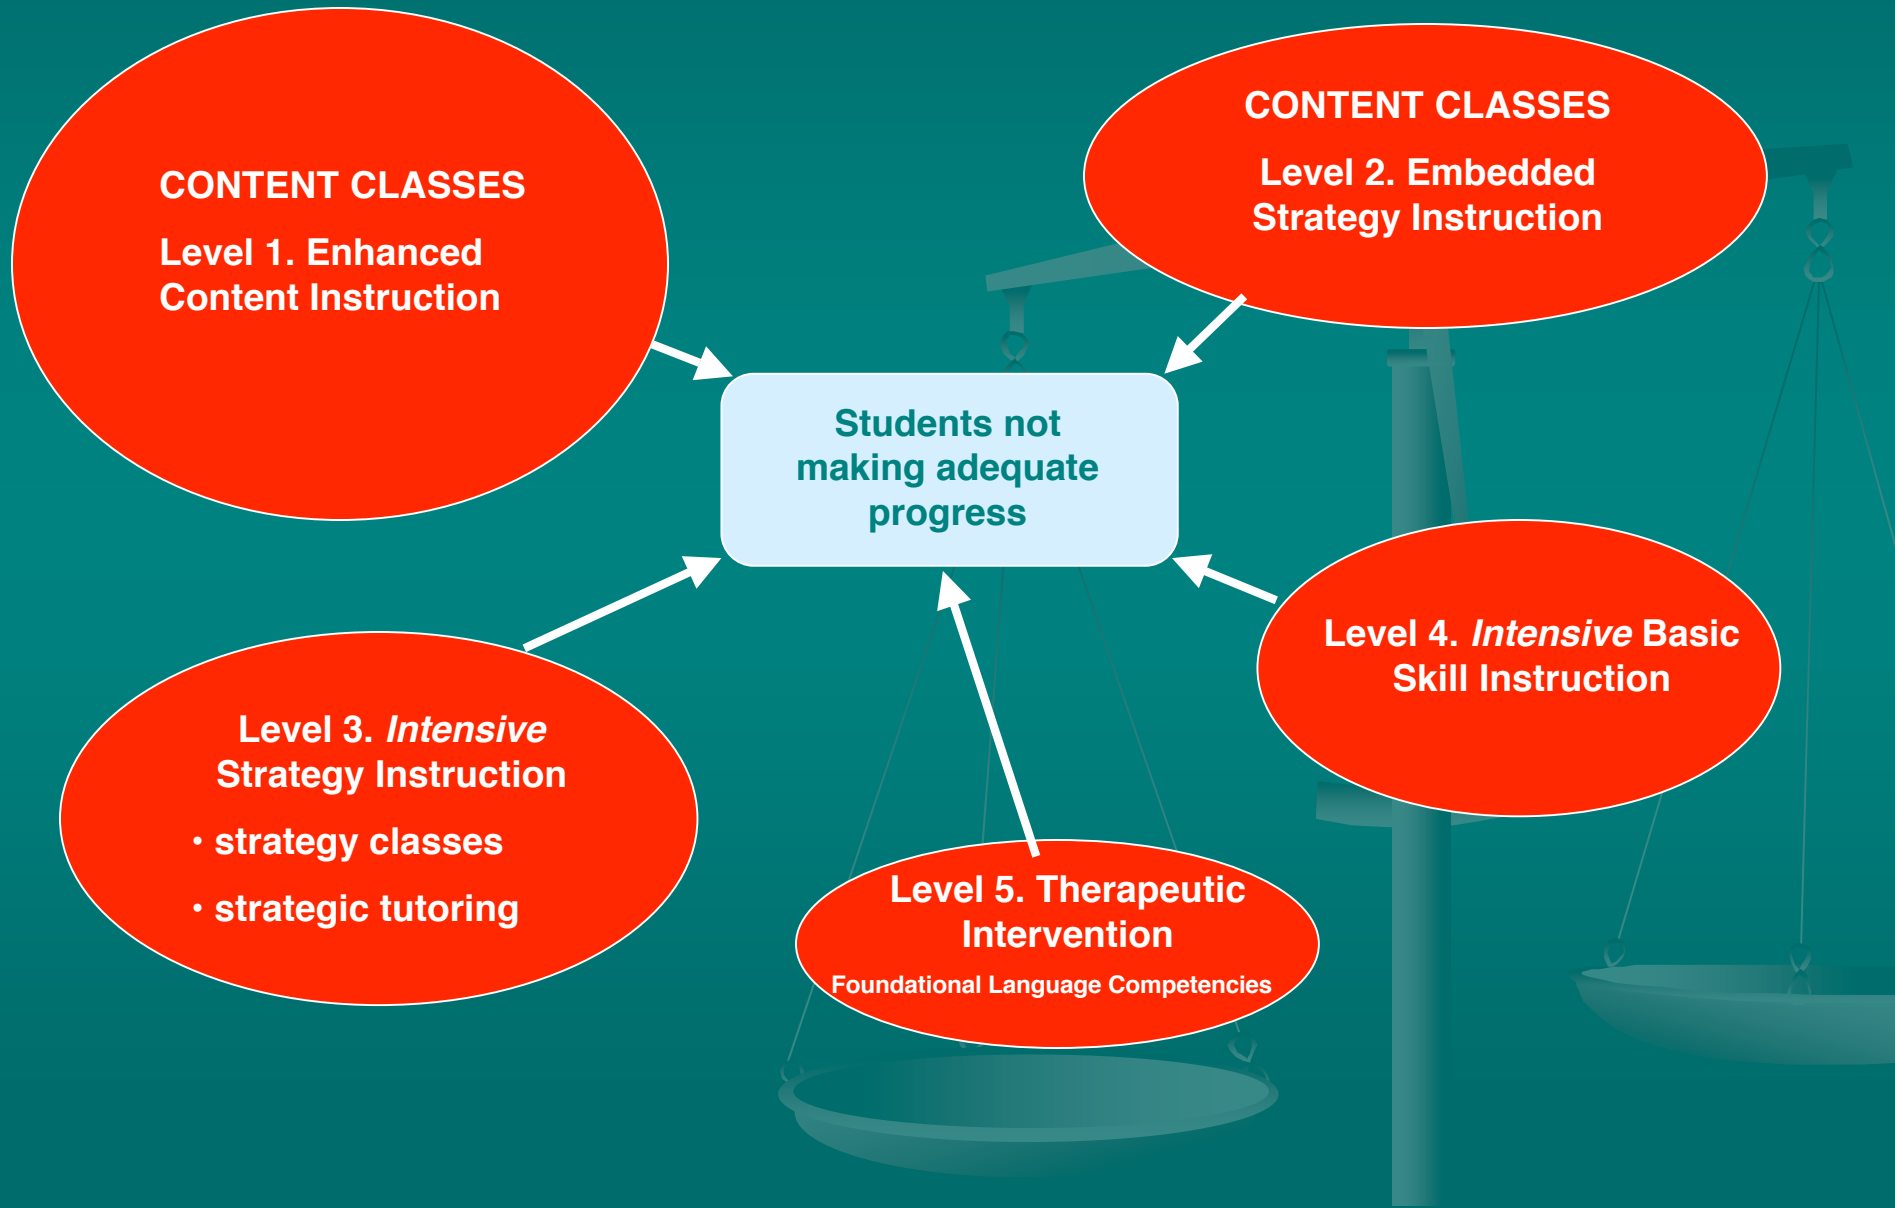 CONTENT CLASSES
Level 1. Enhanced
Content Instruction
CONTENT CLASSES
Level 2. Embedded
Strategy Instruction
Students not
making adequate
progress
Level 3. Intensive
Strategy Instruction
• strategy classes
• strategic tutoring
Level 4. Intensive Basic
Skill Instruction
Level 5. Therapeutic
Intervention
Foundational Language Competencies